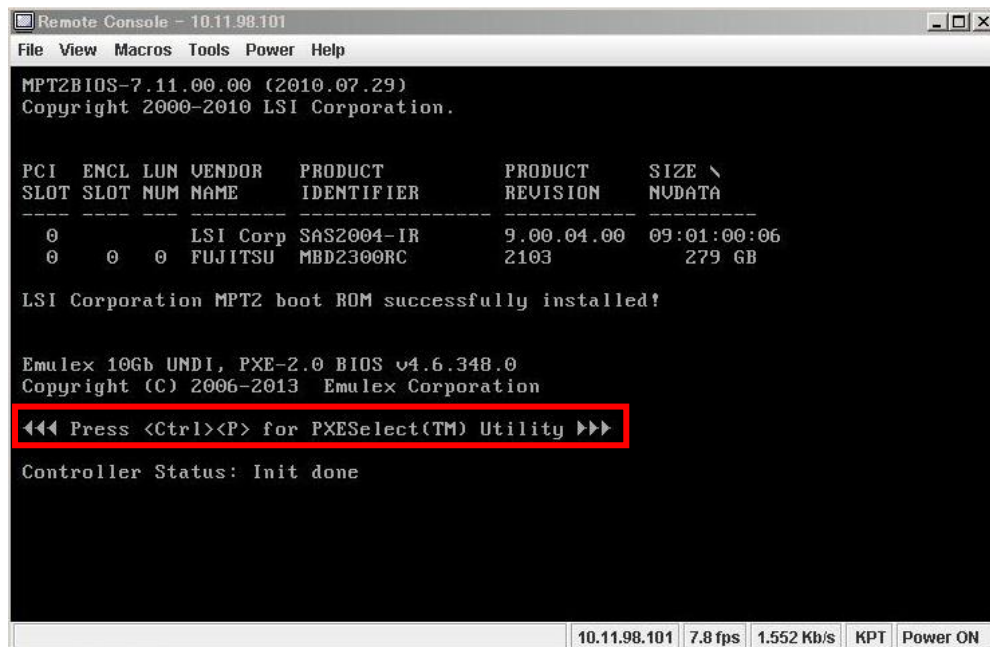 Remote Console - 10.11.98.101
File View Macros Tools Power Help
MPT2BIOS-7.11.00.00 (2010.07.29)
Copyright 2000-2010 LSI Corporation.
PCI ENCL LUN VENDOR PRODUCT PRODUCT SIZE \
SLOT SLOT NUM NAME IDENTIFIER REVISION NVDATA
---- ---- --- -------- ---------------- ----------- ---------
0 LSI Corp SAS2004-IR 9.00.04.00 09:01:00:06
0 0 0 FUJITSU MBD2300RC 2103 279 GB
LSI Corporation MPT2 boot ROM successfully installed!
Emulex 10Gb UNDI, PXE-2.0 BIOS v4.6.348.0
Copyright (C) 2006-2013 Emulex Corporation
◄◄◄ Press <Ctrl><P> for PXESelect(TM) Utility ►►►
Controller Status: Init done
10.11.98.101 7.8 fps 1.552 Kb/s KPT Power ON